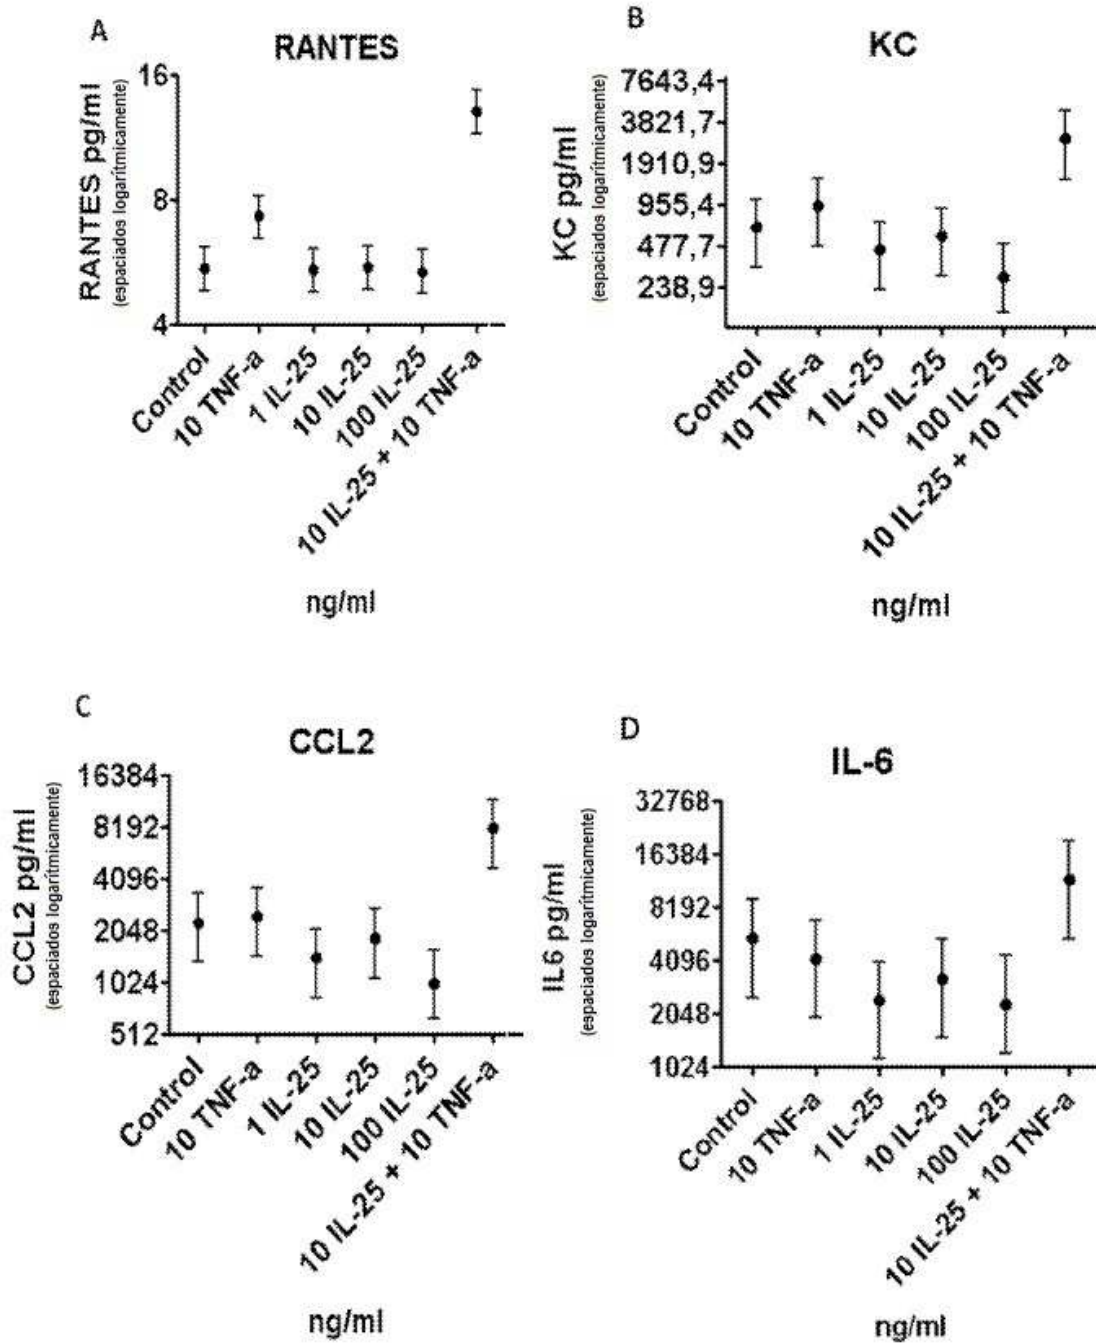 A
RANTES
RANTES pg/ml
(espaciados logarítmicamente)
16
8
4
Control
10 TNF-a
1 IL-25
10 IL-25
100 IL-25
10 IL-25 + 10 TNF-a
ng/ml
B
KC
KC pg/ml
(espaciados logarítmicamente)
7643,4
3821,7
1910,9
955,4
477,7
238,9
Control
10 TNF-a
1 IL-25
10 IL-25
100 IL-25
10 IL-25 + 10 TNF-a
ng/ml
C
CCL2
CCL2 pg/ml
(espaciados logarítmicamente)
16384
8192
4096
2048
1024
512
Control
10 TNF-a
1 IL-25
10 IL-25
100 IL-25
10 IL-25 + 10 TNF-a
ng/ml
D
IL-6
IL6 pg/ml
(espaciados logarítmicamente)
32768
16384
8192
4096
2048
1024
Control
10 TNF-a
1 IL-25
10 IL-25
100 IL-25
10 IL-25 + 10 TNF-a
ng/ml